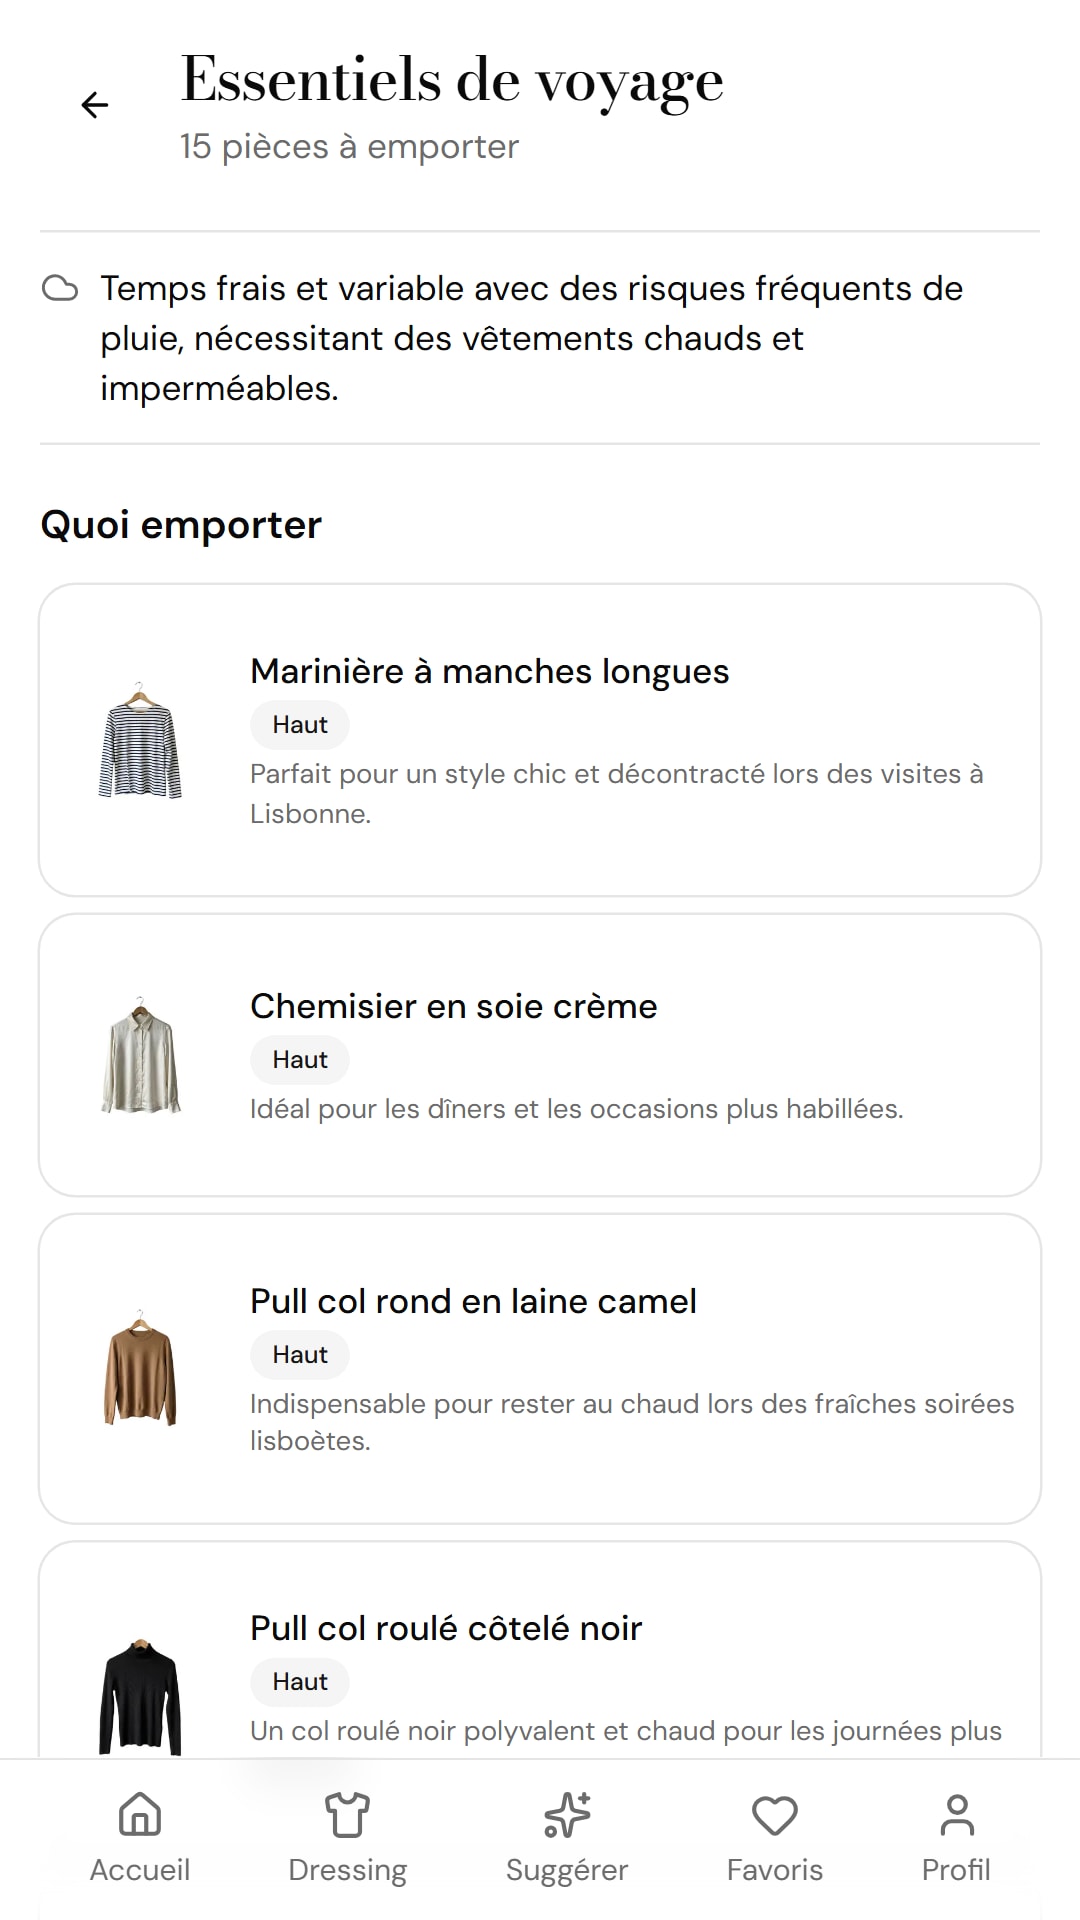 Essentiels de voyage
15 pièces à emporter
Temps frais et variable avec des risques fréquents de
pluie, nécessitant des vêtements chauds et
imperméables.
Quoi emporter
Marinière à manches longues
Haut
Parfait pour un style chic et décontracté lors des visites à
Lisbonne.
Chemisier en soie crème
Haut
Idéal pour les dîners et les occasions plus habillées.
Pull col rond en laine camel
Haut
Indispensable pour rester au chaud lors des fraîches soirées
lisboètes.
Pull col roulé côtelé noir
Haut
Un col roulé noir polyvalent et chaud pour les journées plus
Accueil
Dressing
Suggérer
Favoris
Profil